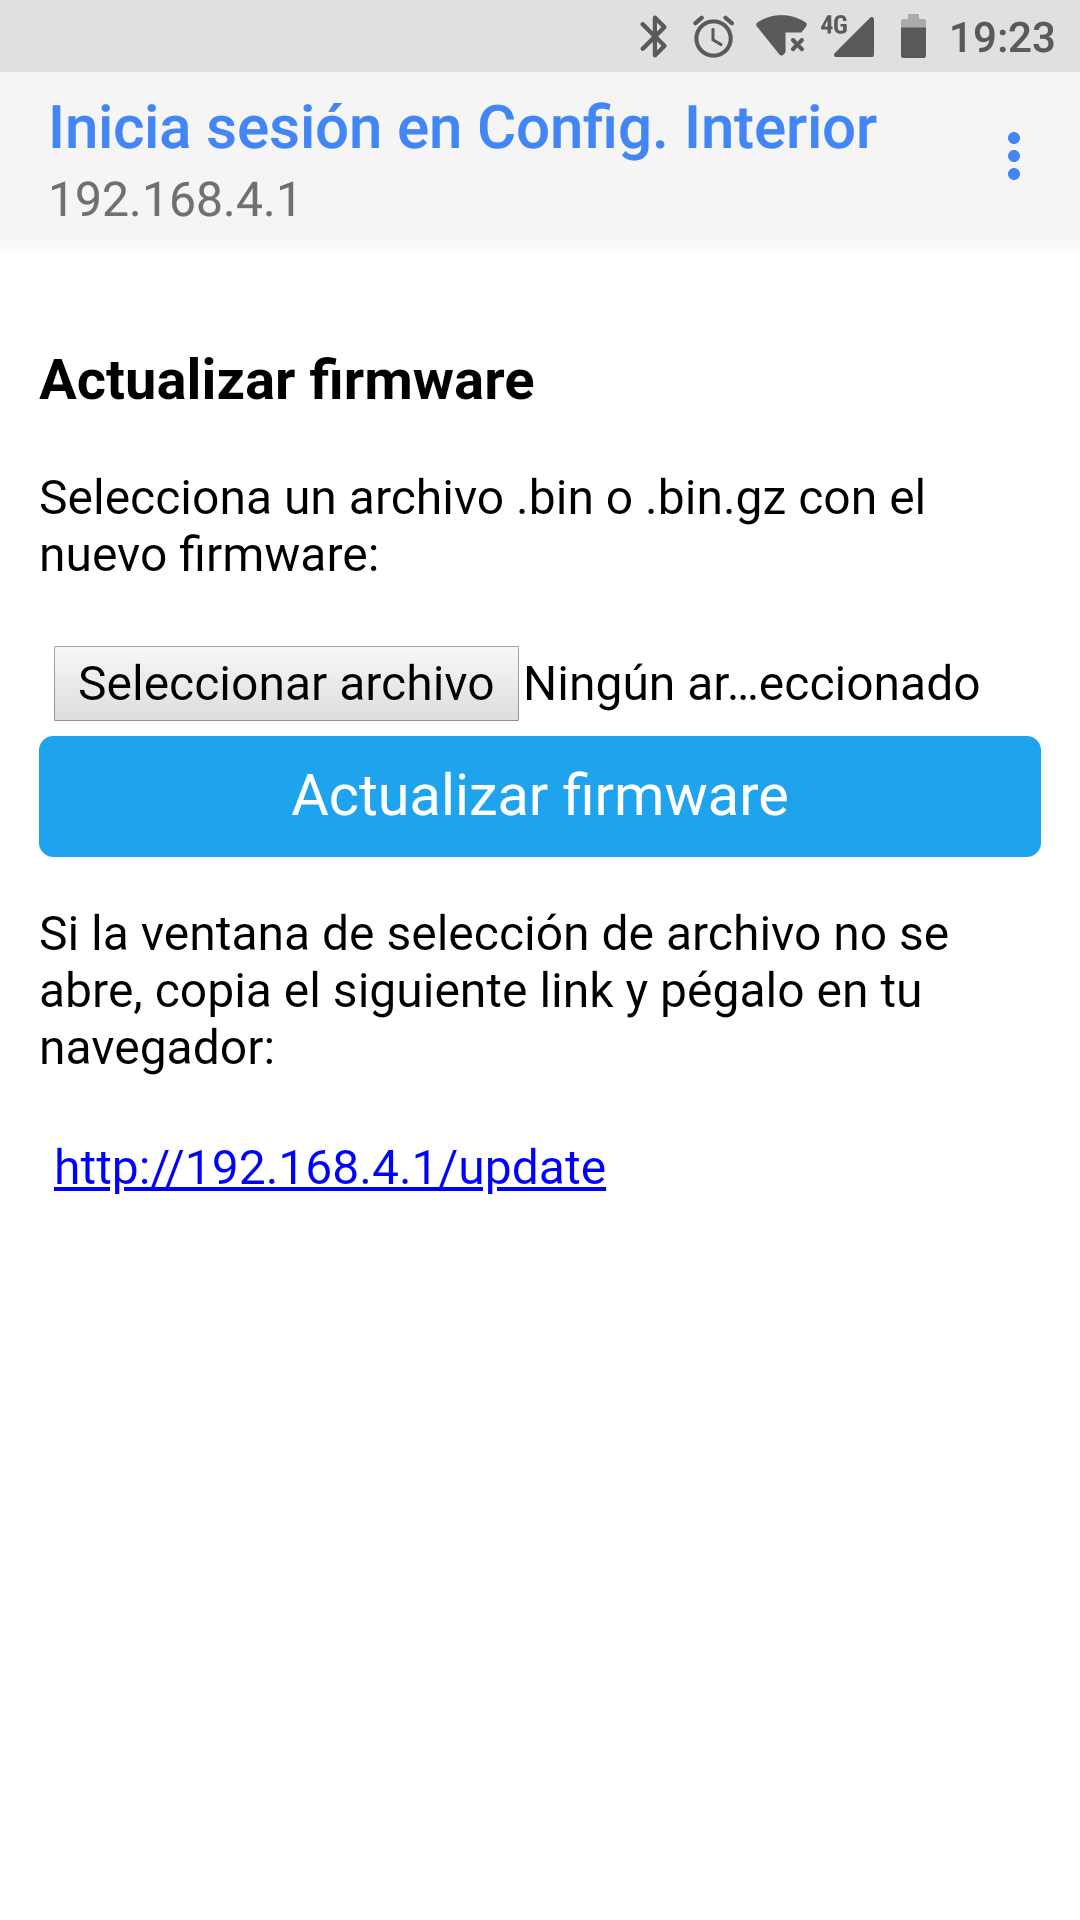 4G 19:23
Inicia sesión en Config. Interior
192.168.4.1
Actualizar firmware
Selecciona un archivo .bin o .bin.gz con el
nuevo firmware:
Seleccionar archivo Ningún ar…eccionado
Actualizar firmware
Si la ventana de selección de archivo no se
abre, copia el siguiente link y pégalo en tu
navegador:
http://192.168.4.1/update